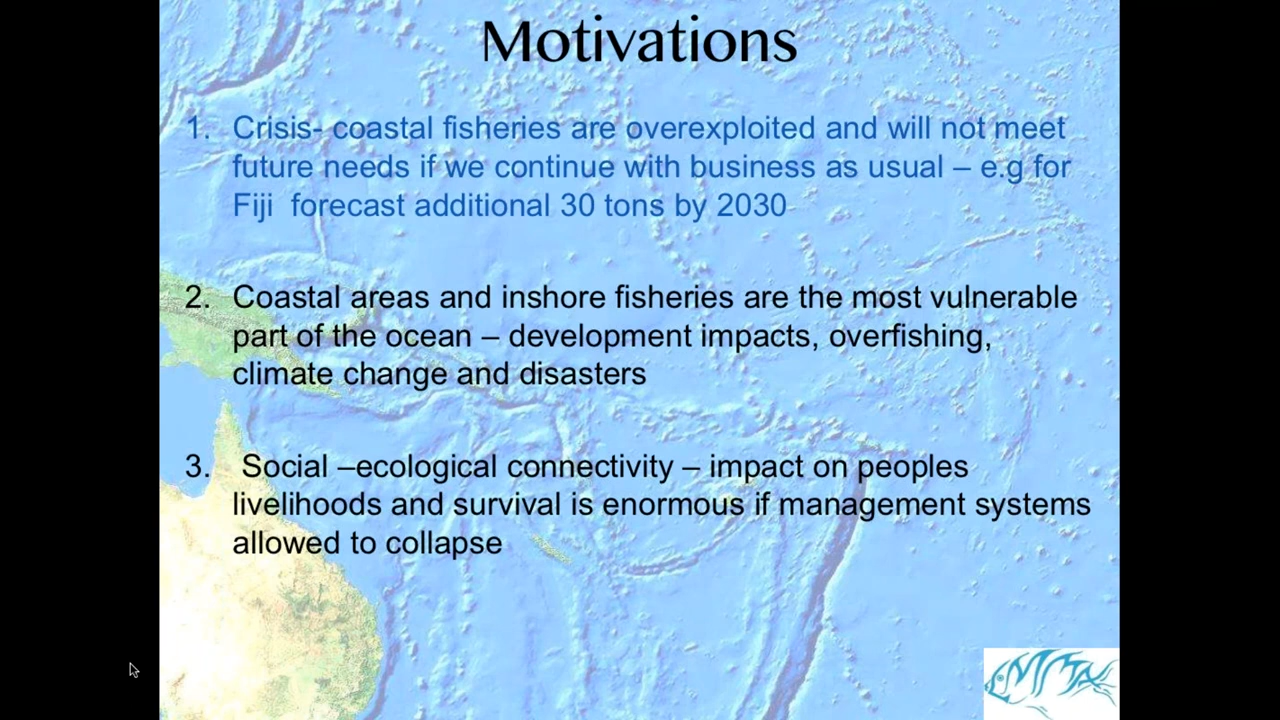 Motivations
1. Crisis- coastal fisheries are overexploited and will not meet
future needs if we continue with business as usual – e.g for
Fiji  forecast additional 30 tons by 2030
2. Coastal areas and inshore fisheries are the most vulnerable
part of the ocean – development impacts, overfishing,
climate change and disasters
3.  Social –ecological connectivity – impact on peoples
livelihoods and survival is enormous if management systems
allowed to collapse